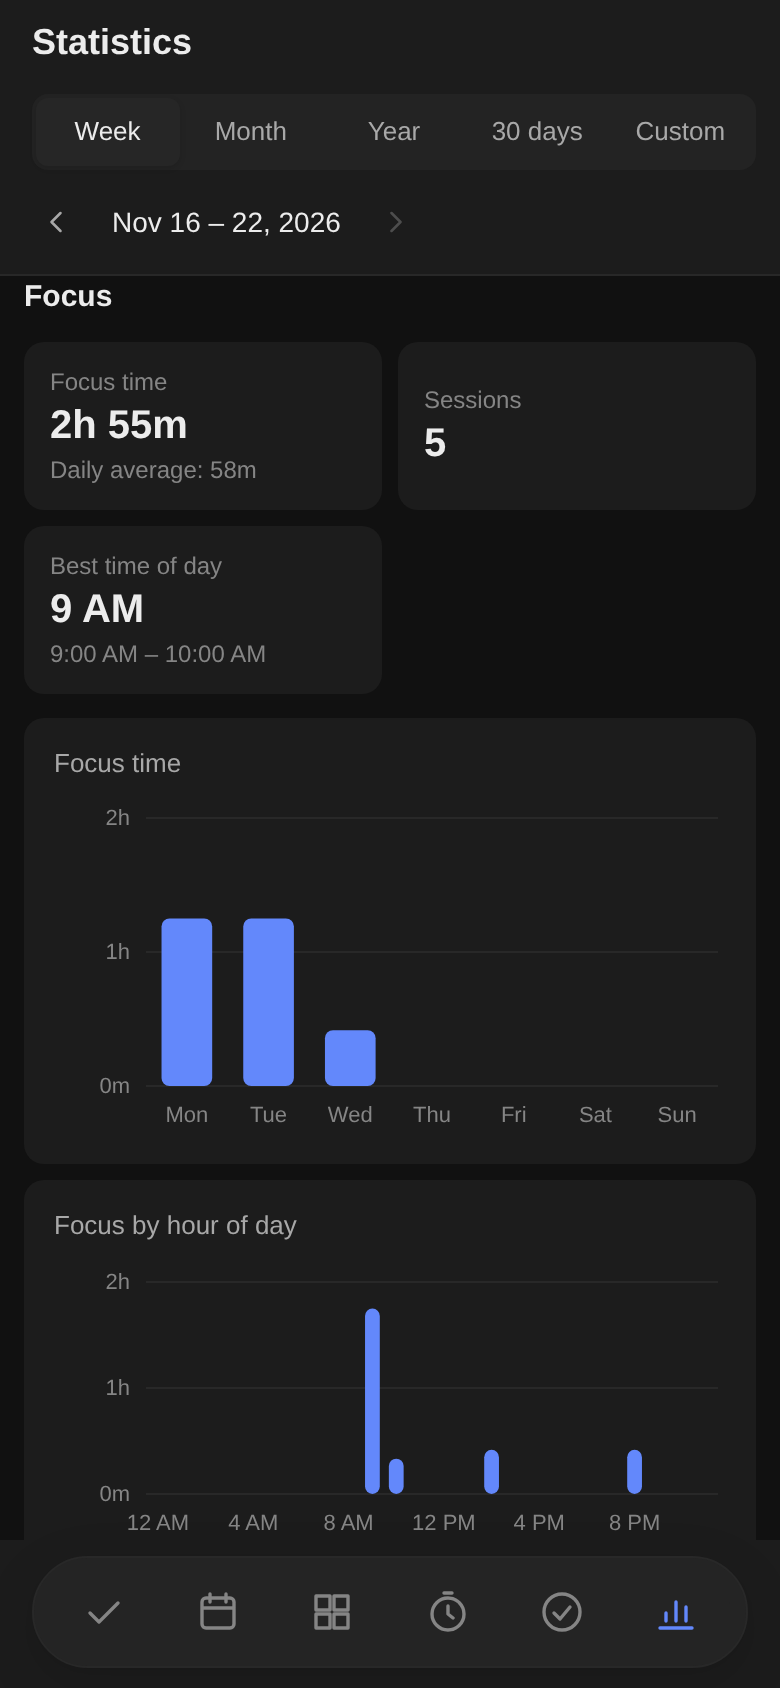 Statistics
Week Month Year 30 days Custom
Nov 16 – 22, 2026
Focus
Focus time
2h 55m
Daily average: 58m
Sessions
5
Best time of day
9 AM
9:00 AM – 10:00 AM
Focus time
2h
1h
0m
Mon Tue Wed Thu Fri Sat Sun
Focus by hour of day
2h
1h
0m
12 AM 4 AM 8 AM 12 PM 4 PM 8 PM